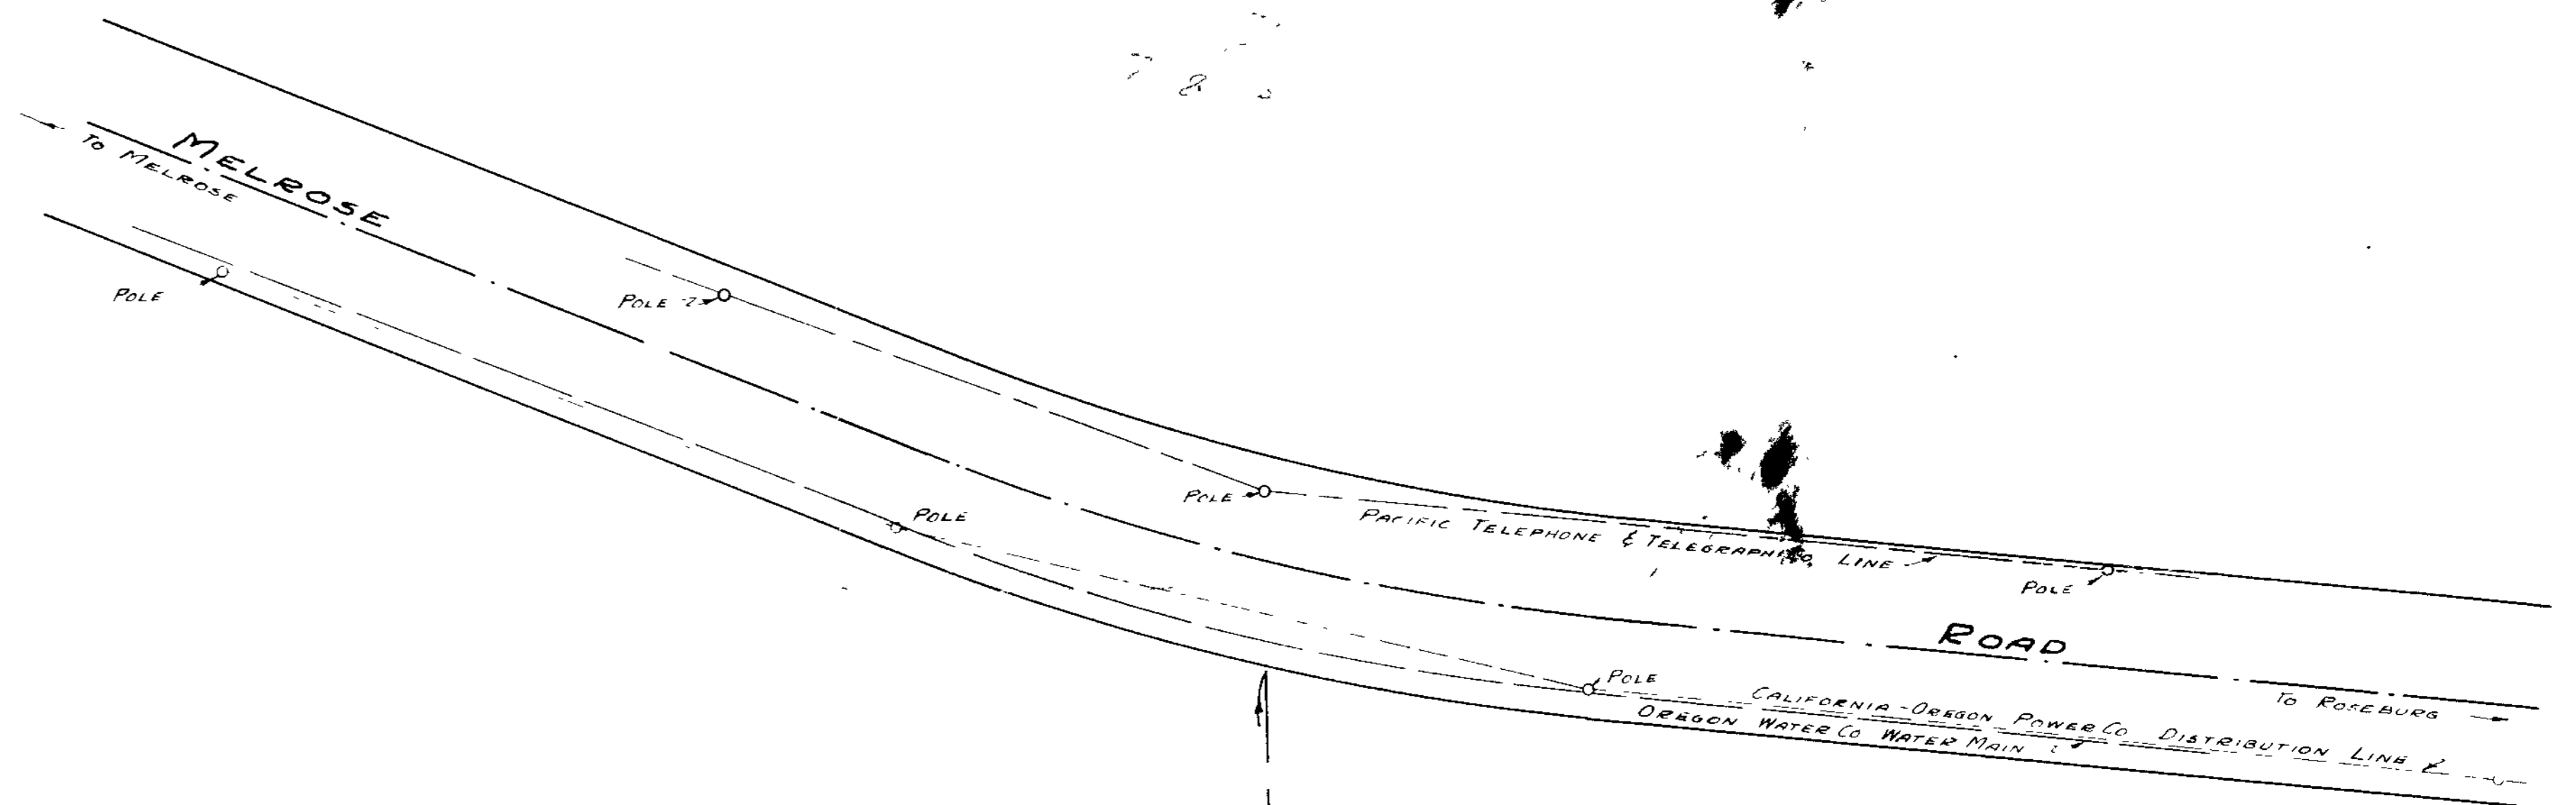 MELROSE
TO MELROSE
POLE
POLE
POLE
POLE
PACIFIC TELEPHONE & TELEGRAPH CO. LINE
POLE
ROAD
POLE
TO ROSEBURG
CALIFORNIA-OREGON POWER CO DISTRIBUTION LINE
OREGON WATER CO WATER MAIN